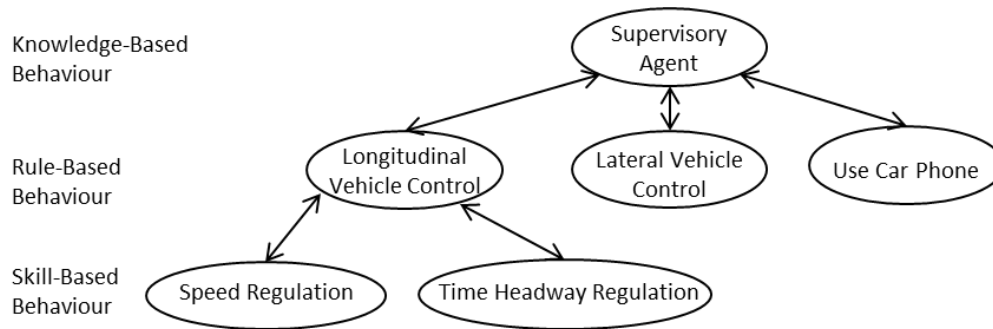 Knowledge-Based
Behaviour
Supervisory
Agent
Rule-Based
Behaviour
Longitudinal
Vehicle Control
Lateral Vehicle
Control
Use Car Phone
Skill-Based
Behaviour
Speed Regulation
Time Headway Regulation